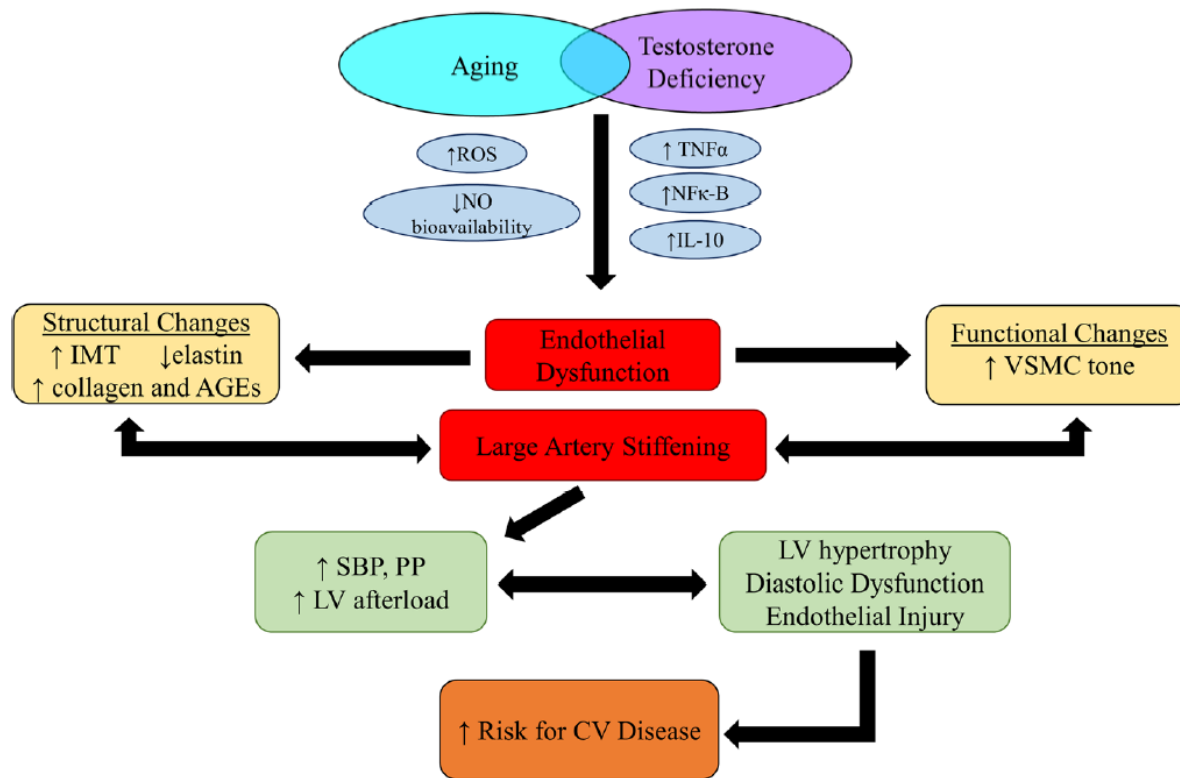 Aging
Testosterone
Deficiency
↑ROS
↓NO
bioavailability
↑ TNFα
↑NFκ-B
↑IL-10
Structural Changes
↑ IMT ↓elastin
↑ collagen and AGEs
Endothelial
Dysfunction
Functional Changes
↑ VSMC tone
Large Artery Stiffening
↑ SBP, PP
↑ LV afterload
LV hypertrophy
Diastolic Dysfunction
Endothelial Injury
↑ Risk for CV Disease